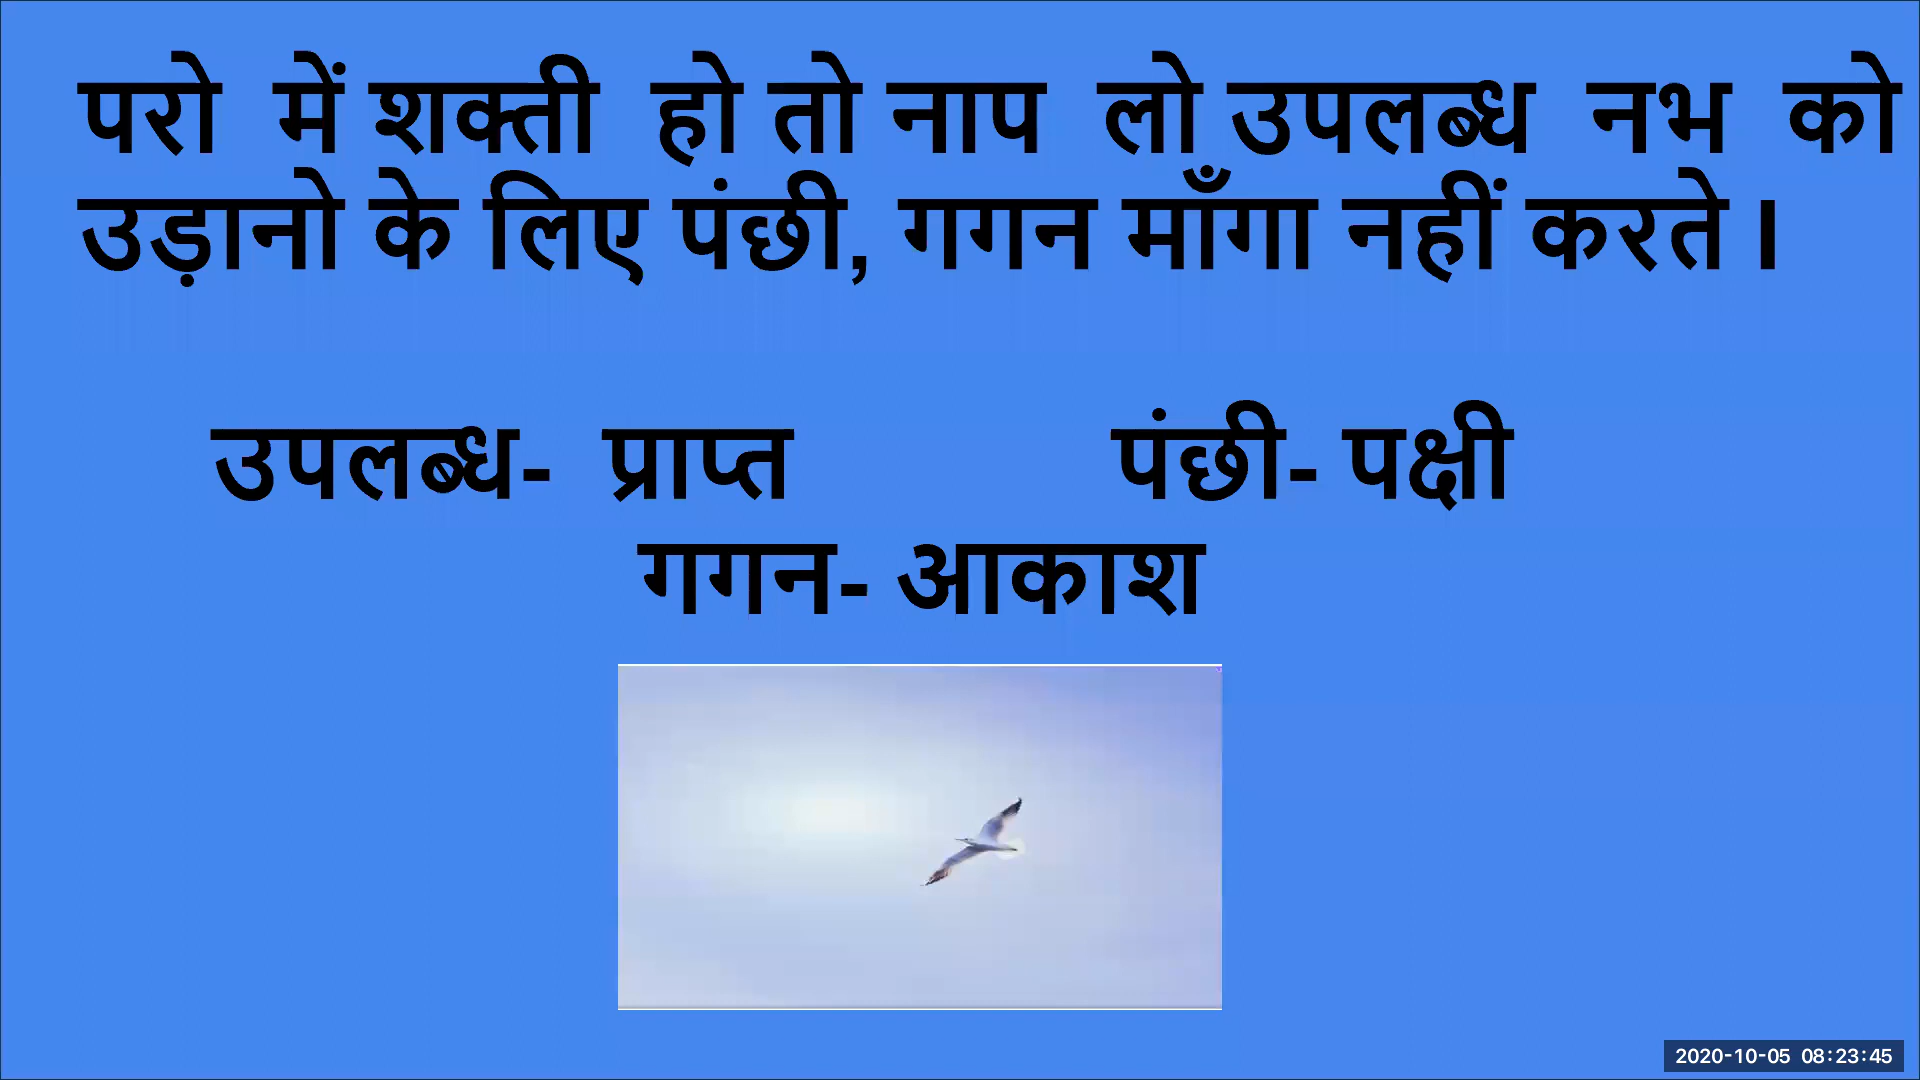 परो में शक्ती हो तो नाप लो उपलब्ध नभ को
उड़ानो के लिए पंछी, गगन माँगा नहीं करते ।
उपलब्ध- प्राप्त पंछी- पक्षी
गगन- आकाश
2020-10-05 08:23:45